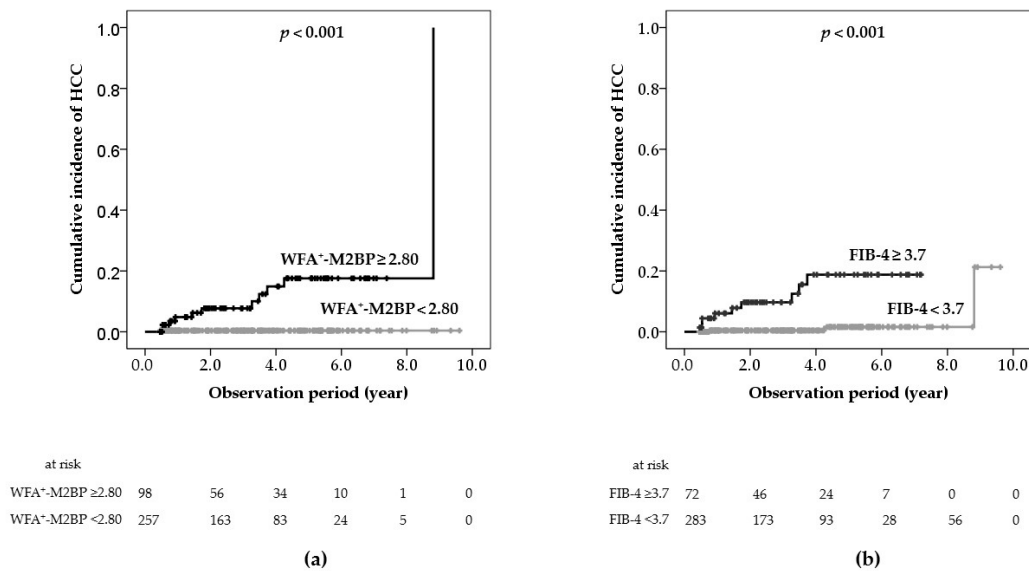 1.0
0.8
0.6
0.4
0.2
0.0
Cumulative incidence of HCC
p < 0.001
WFA⁺-M2BP ≥ 2.80
WFA⁺-M2BP < 2.80
0.0 2.0 4.0 6.0 8.0 10.0
Observation period (year)
at risk
WFA⁺-M2BP ≥2.80 98 56 34 10 1 0
WFA⁺-M2BP <2.80 257 163 83 24 5 0
(a)
1.0
0.8
0.6
0.4
0.2
0.0
Cumulative incidence of HCC
p < 0.001
FIB-4 ≥ 3.7
FIB-4 < 3.7
0.0 2.0 4.0 6.0 8.0 10.0
Observation period (year)
at risk
FIB-4 ≥3.7 72 46 24 7 0 0
FIB-4 <3.7 283 173 93 28 56 0
(b)